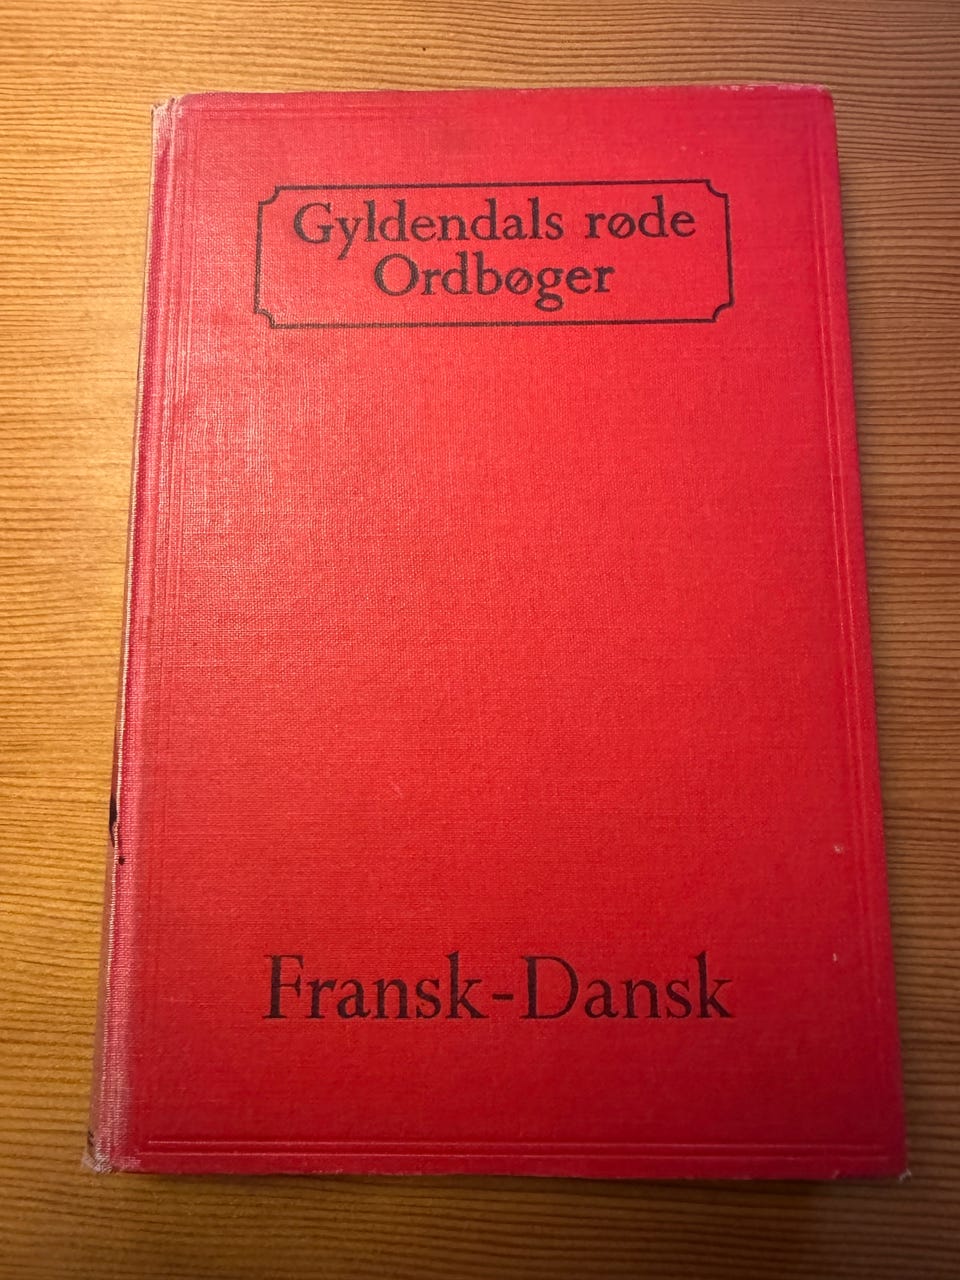 Gyldendals røde
Ordbøger
Fransk-Dansk